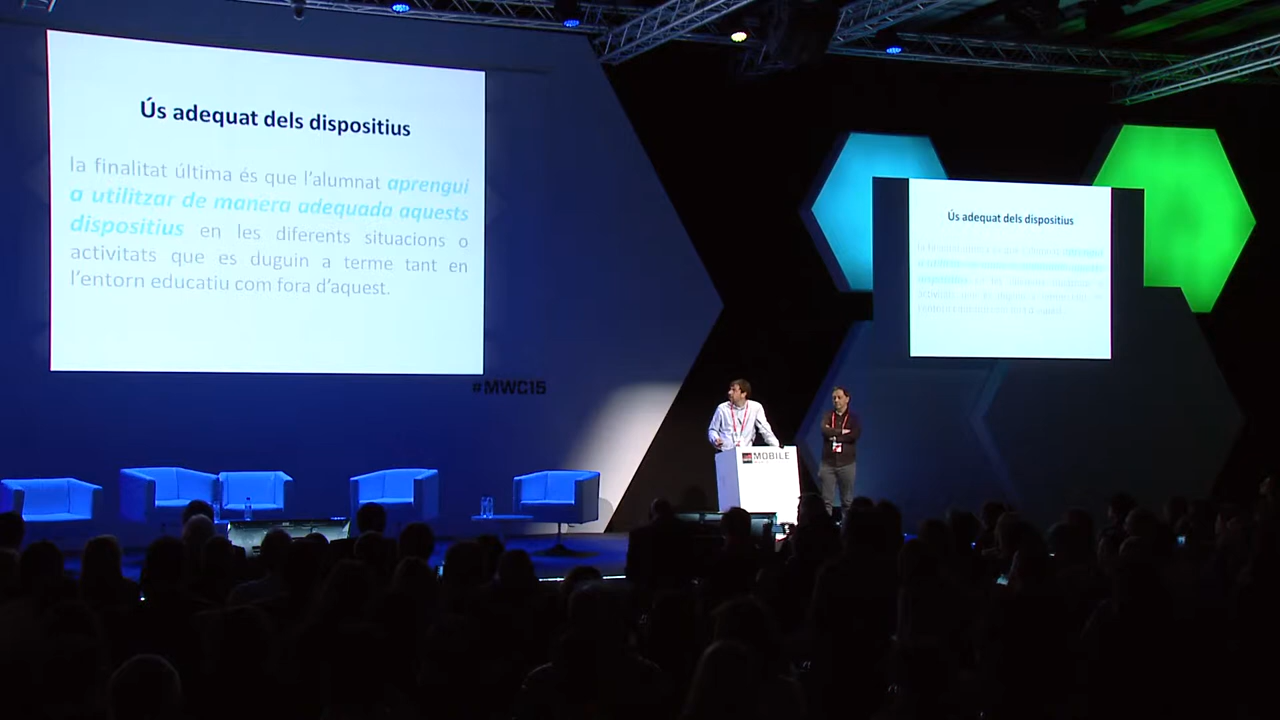 Ús adequat dels dispositius
la finalitat última és que l'alumnat aprengui
a utilitzar de manera adequada aquests
dispositius en les diferents situacions o
activitats que es duguin a terme tant en
l'entorn educatiu com fora d'aquest.
#MWC15
Ús adequat dels dispositius
MOBILE